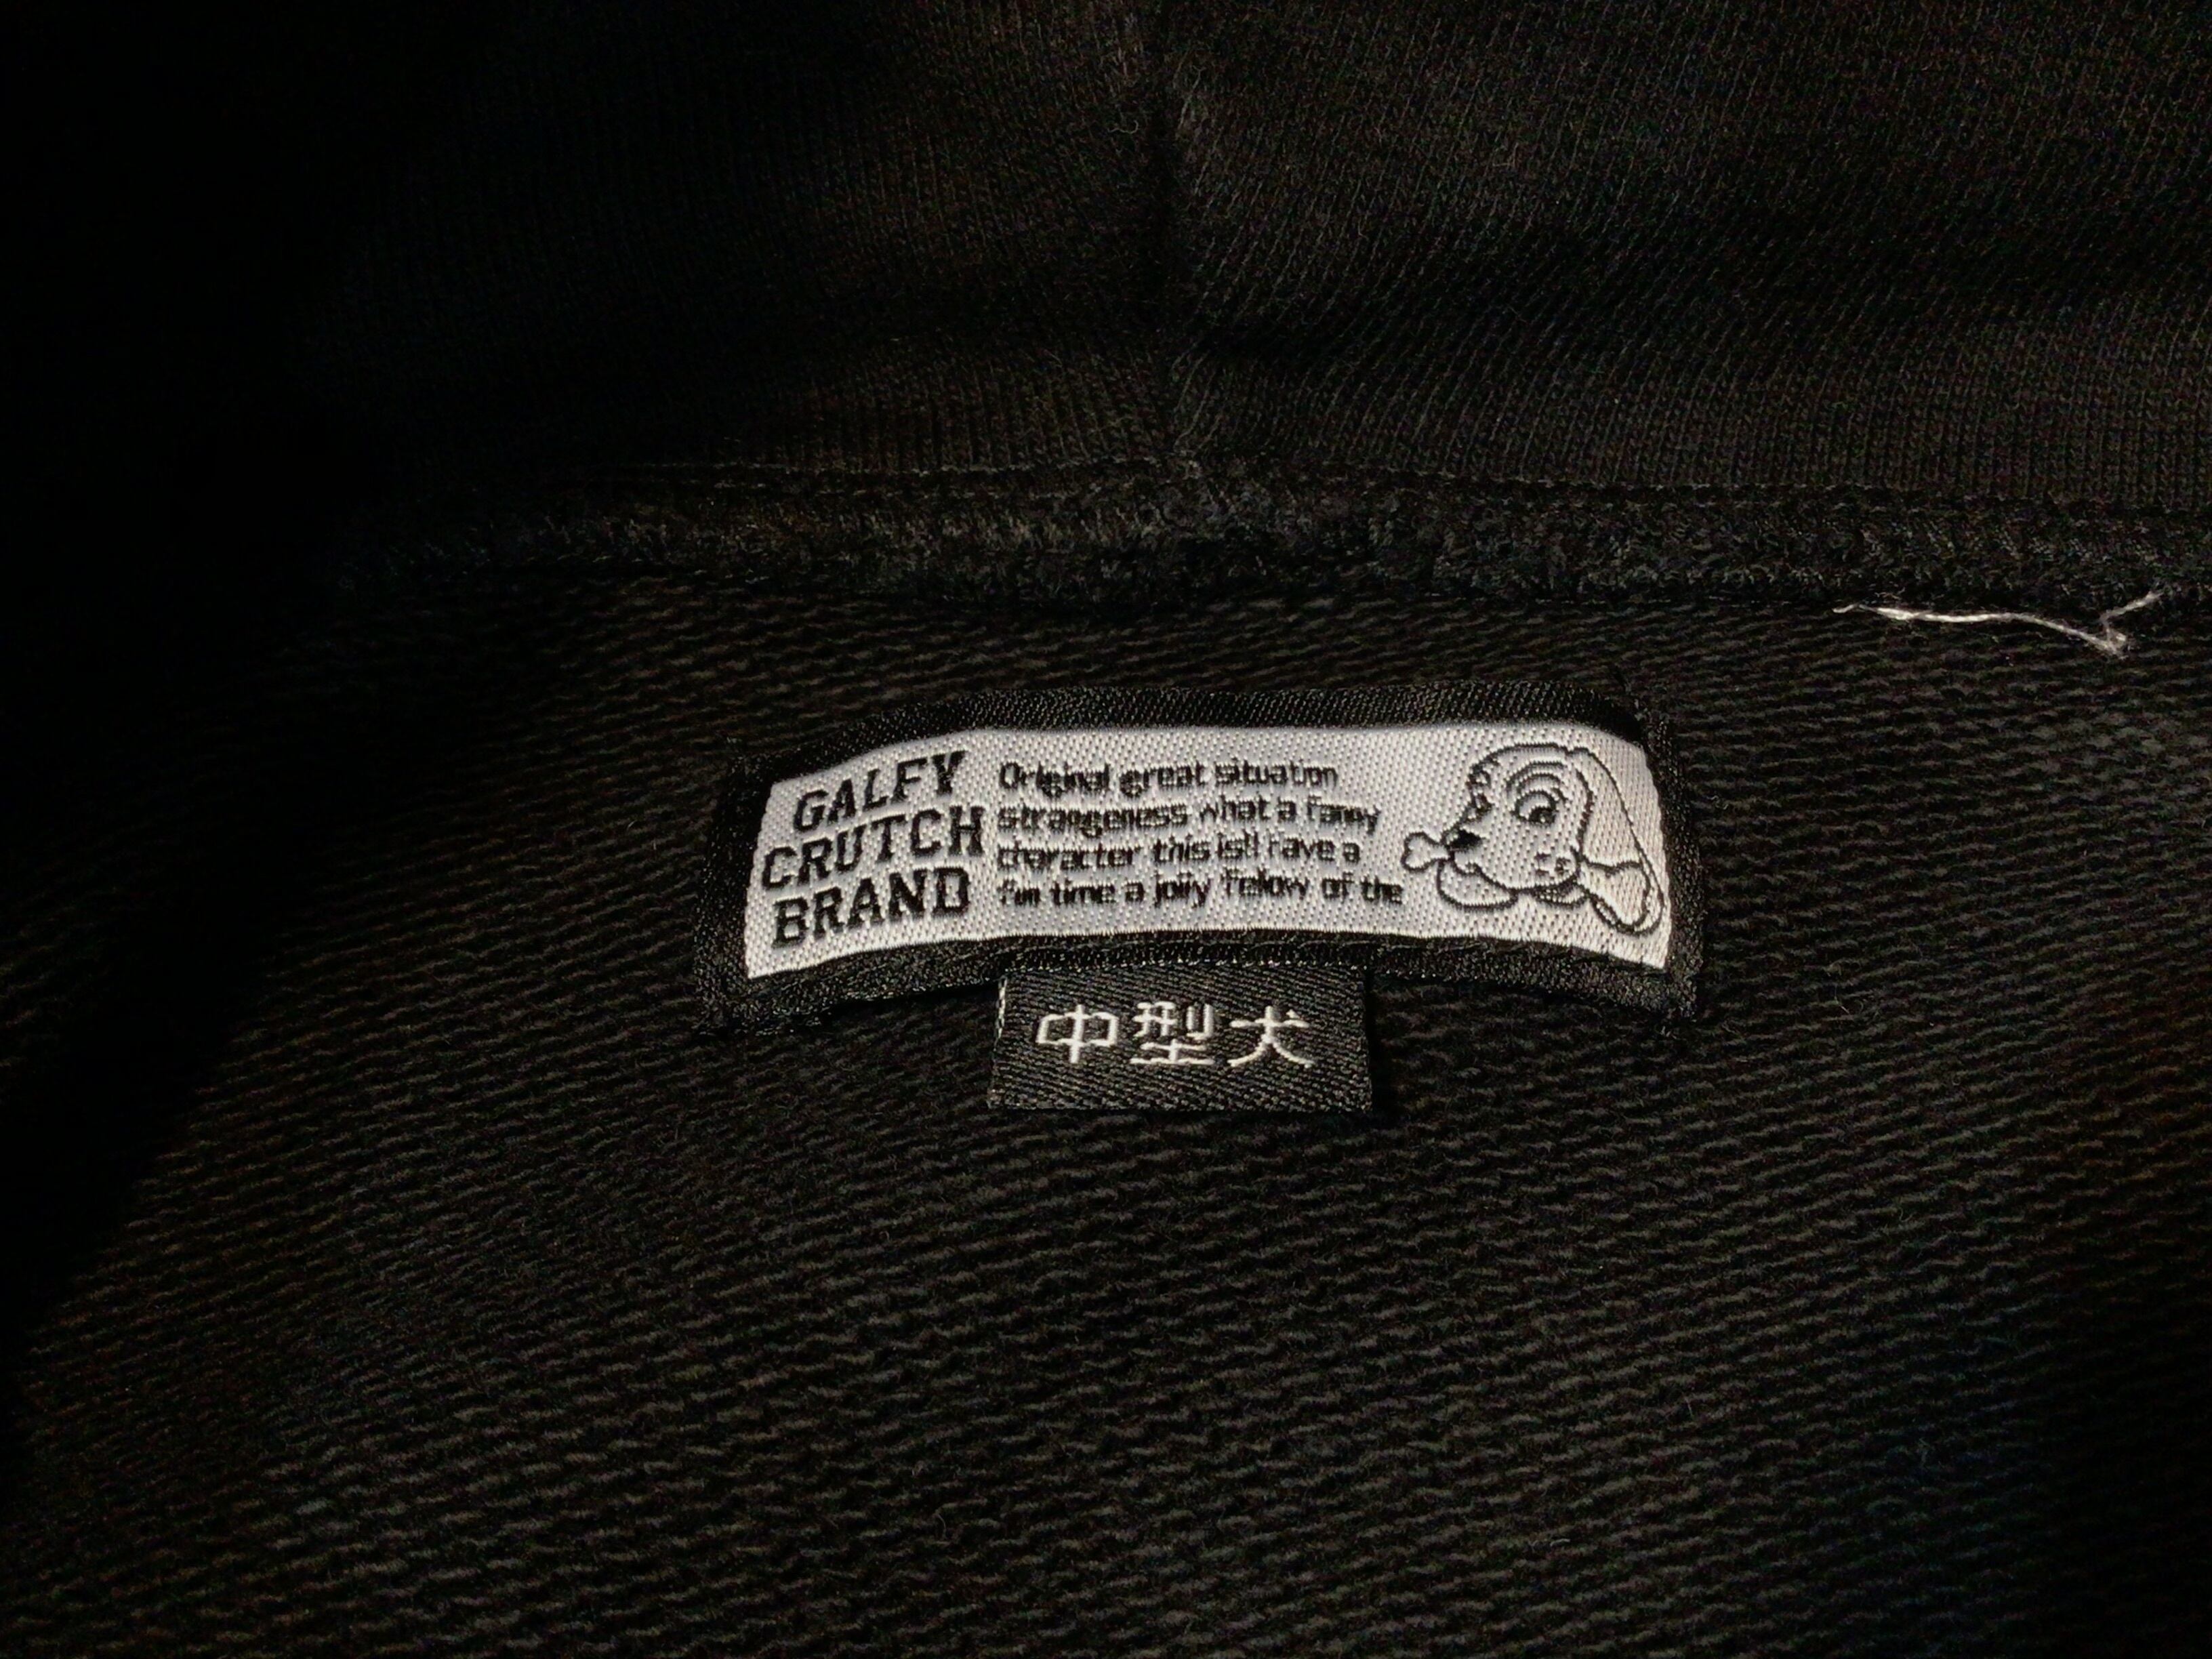 GALFY
CRUTCH
BRAND
Original great situation
strangeness what a fanny
character this is!! have a
fun time a jolly fellow of the
中型犬